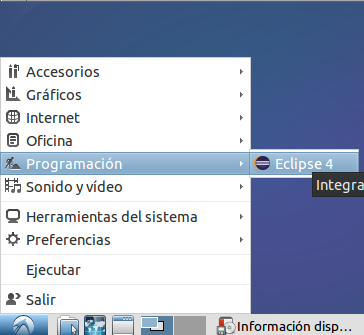 Accesorios
Gráficos
Internet
Oficina
Programación
Eclipse 4
Integra
Sonido y vídeo
Herramientas del sistema
Preferencias
Ejecutar
Salir
Información disp...